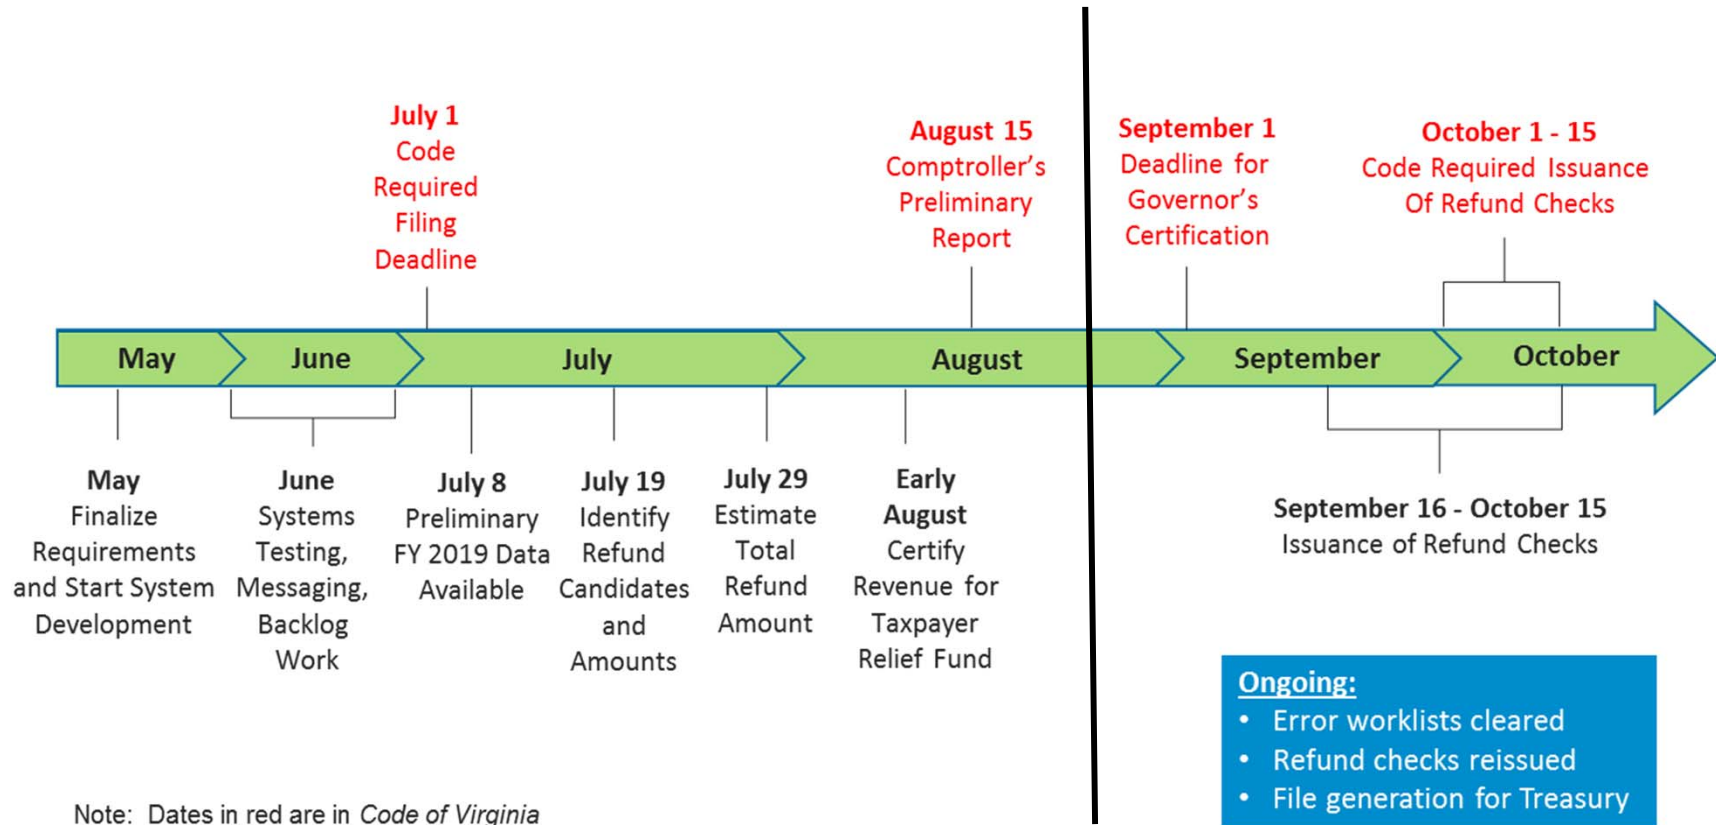 July 1
Code
Required
Filing
Deadline
August 15
Comptroller's
Preliminary
Report
September 1
Deadline for
Governor's
Certification
October 1 - 15
Code Required Issuance
Of Refund Checks
May
June
July
August
September
October
May
Finalize
Requirements
and Start System
Development
June
Systems
Testing,
Messaging,
Backlog
Work
July 8
Preliminary
FY 2019 Data
Available
July 19
Identify
Refund
Candidates
and
Amounts
July 29
Estimate
Total
Refund
Amount
Early
August
Certify
Revenue for
Taxpayer
Relief Fund
September 16 - October 15
Issuance of Refund Checks
Ongoing:
• Error worklists cleared
• Refund checks reissued
• File generation for Treasury
Note: Dates in red are in Code of Virginia